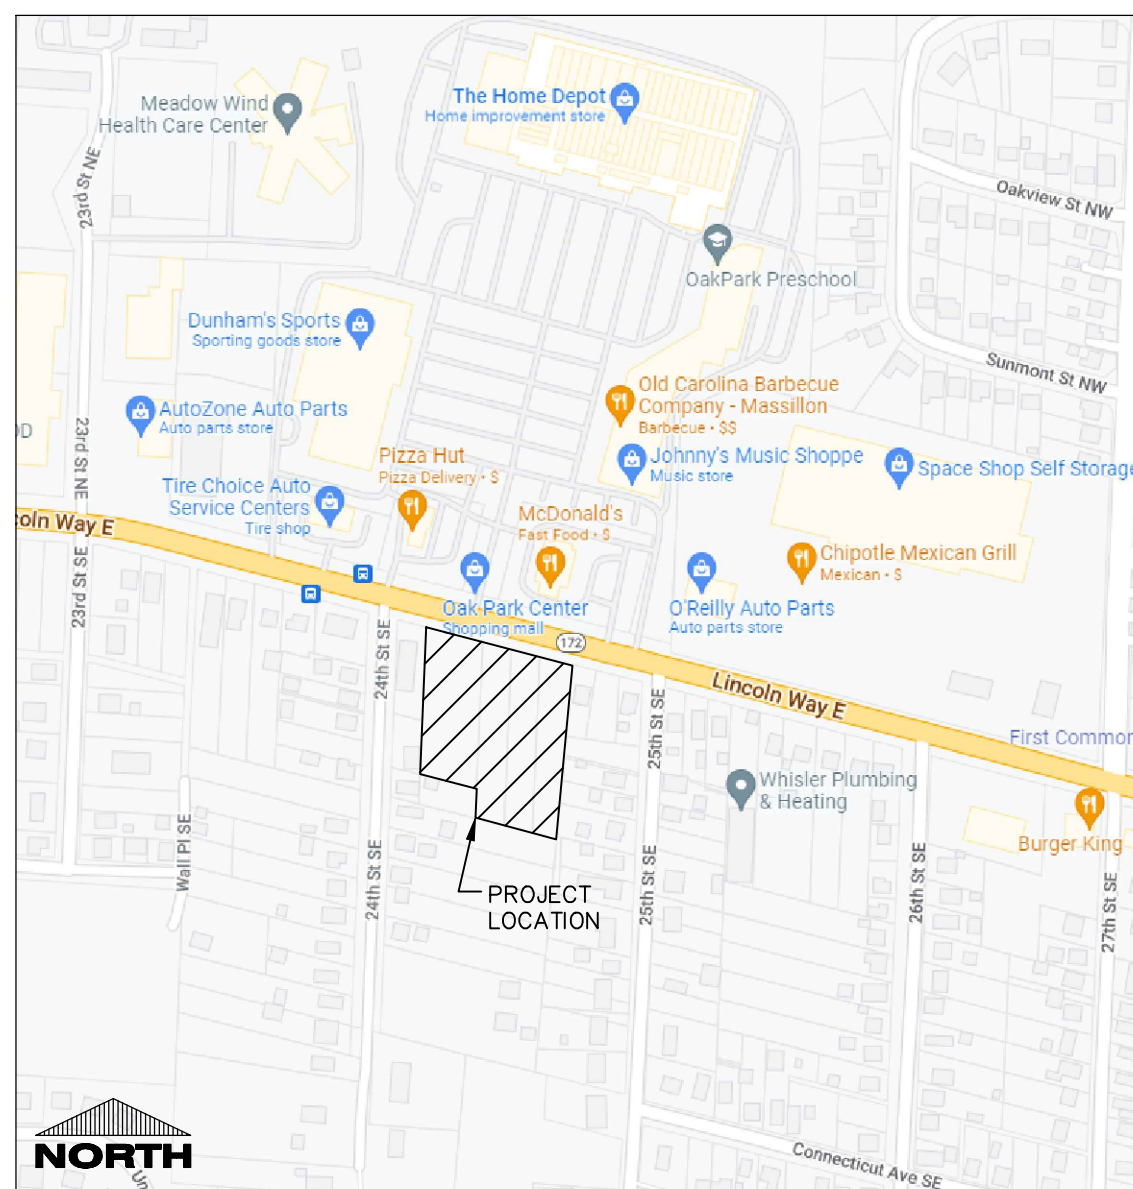 Meadow Wind
Health Care Center
The Home Depot
Home improvement store
23rd St NE
Oakview St NW
OakPark Preschool
Dunham's Sports
Sporting goods store
Sunmont St NW
Old Carolina Barbecue
Company - Massillon
Barbecue • $$
AutoZone Auto Parts
Auto parts store
OD
23rd St NE
Pizza Hut
Pizza Delivery • $
Johnny's Music Shoppe
Music store
Space Shop Self Storage
Tire Choice Auto
Service Centers
Tire shop
McDonald's
Fast Food • $
coln Way E
Chipotle Mexican Grill
Mexican • $
23rd St SE
Oak Park Center
Shopping mall
O'Reilly Auto Parts
Auto parts store
172
24th St SE
Lincoln Way E
25th St SE
First Common
Whisler Plumbing
& Heating
Burger King
Wall Pl SE
24th St SE
25th St SE
26th St SE
27th St SE
PROJECT
LOCATION
NORTH
Connecticut Ave SE
Un